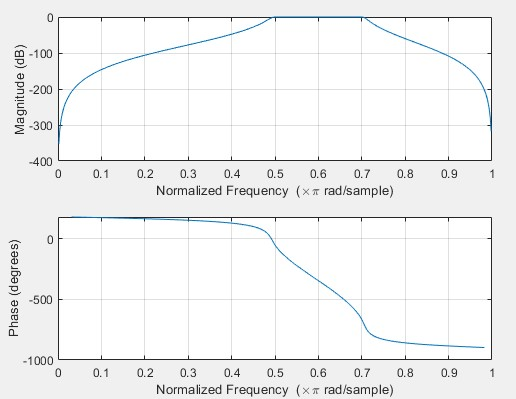 0
-100
-200
-300
-400
Magnitude (dB)
0 0.1 0.2 0.3 0.4 0.5 0.6 0.7 0.8 0.9 1
Normalized Frequency (×π rad/sample)
0
-500
-1000
Phase (degrees)
0 0.1 0.2 0.3 0.4 0.5 0.6 0.7 0.8 0.9 1
Normalized Frequency (×π rad/sample)